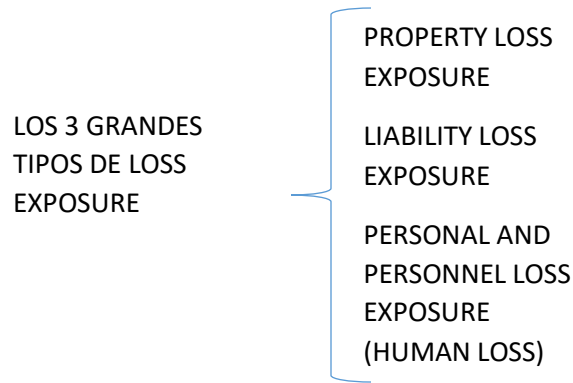 LOS 3 GRANDES
TIPOS DE LOSS
EXPOSURE
PROPERTY LOSS
EXPOSURE
LIABILITY LOSS
EXPOSURE
PERSONAL AND
PERSONNEL LOSS
EXPOSURE
(HUMAN LOSS)